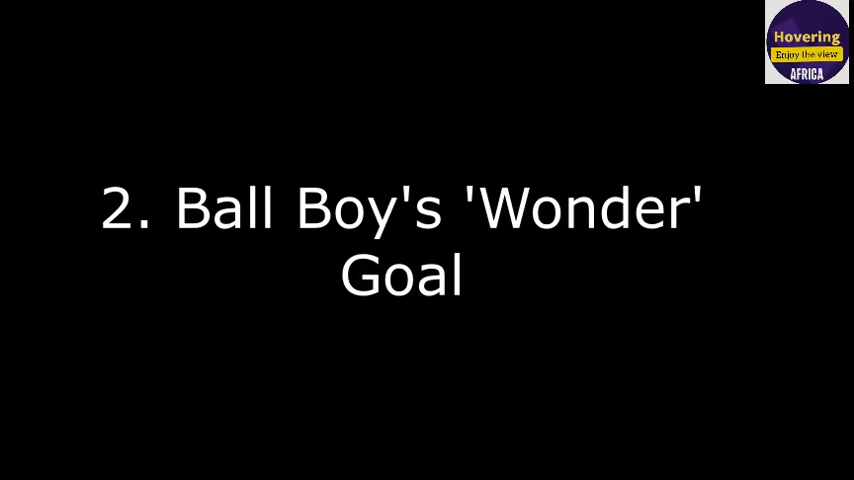 Hovering
Enjoy the view
AFRICA
2. Ball Boy's 'Wonder'
Goal